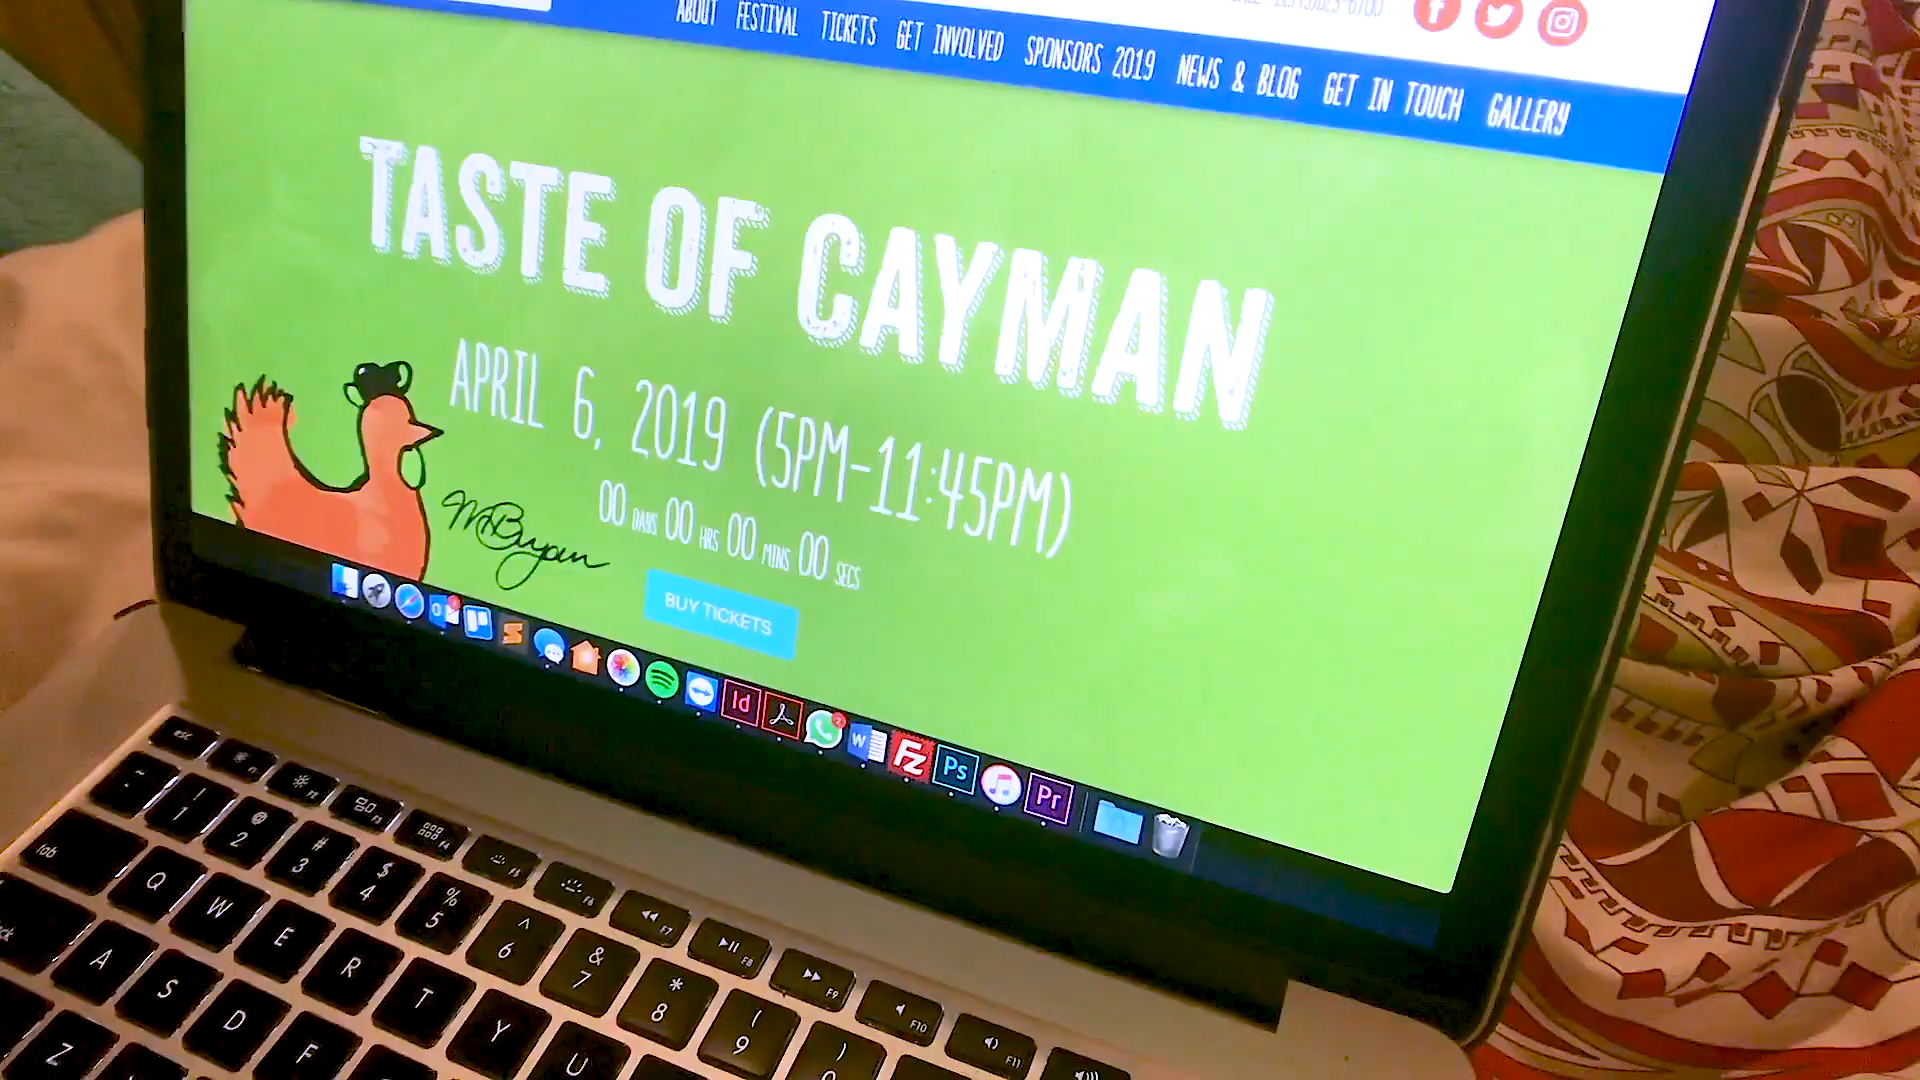 ABOUT FESTIVAL TICKETS GET INVOLVED SPONSORS 2019 NEWS & BLOG GET IN TOUCH GALLERY
TASTE OF CAYMAN
APRIL 6, 2019 (5PM-11:45PM)
00 DAYS 00 HRS 00 MINS 00 SECS
MBryan
BUY TICKETS
Id W Fz Ps Pr
esc F1 F2 F3 F4 F5 F6 F7 F8 F9 F10 F11
~ ! 1 @ 2 # 3 $ 4 % 5 ^ 6 & 7 * 8 ( 9 )
tab Q W E R T Y U
A S D F
Z